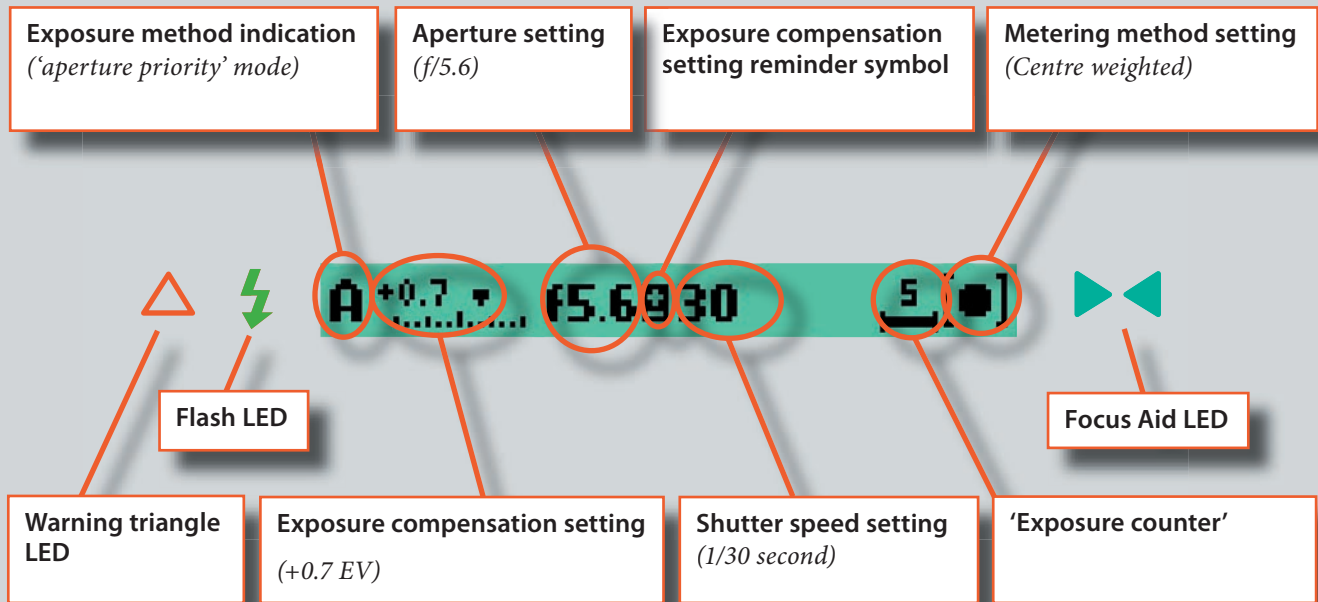 Exposure method indication
(‘aperture priority’ mode)
Aperture setting
(f/5.6)
Exposure compensation
setting reminder symbol
Metering method setting
(Centre weighted)
A +0.7 f5.6 30 5
Flash LED
Focus Aid LED
Warning triangle
LED
Exposure compensation setting
(+0.7 EV)
Shutter speed setting
(1/30 second)
‘Exposure counter’